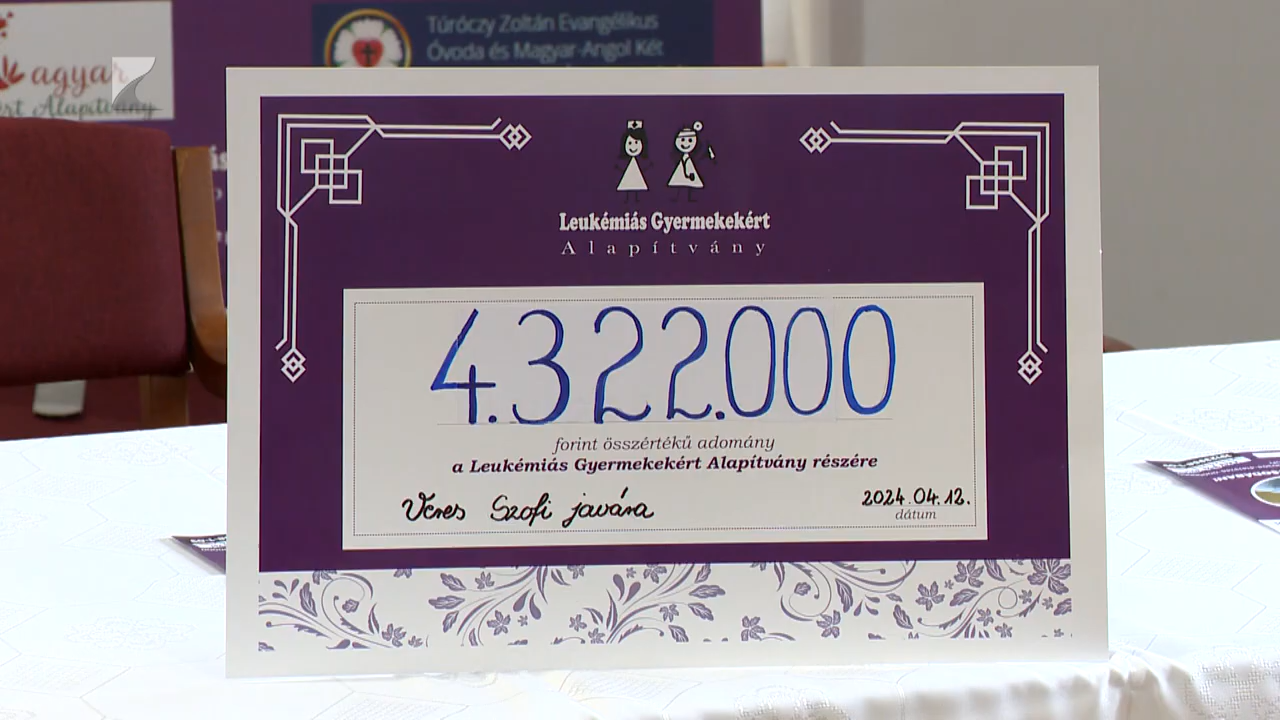 Túróczy Zoltán Evangélikus
Óvoda és Magyar-Angol Két
agyar
Alapítvány
Leukémiás Gyermekekért
Alapítvány
4.322.000
forint összértékű adomány
a Leukémiás Gyermekekért Alapítvány részére
Veres Szofi javára
2024.04.12.
dátum